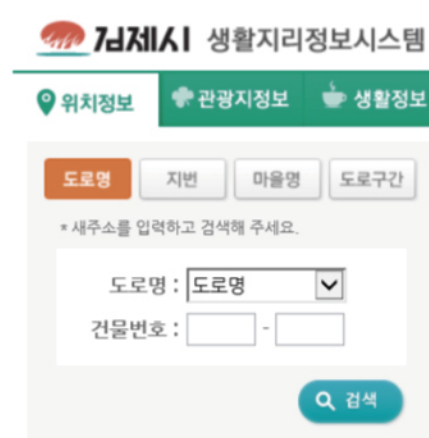 김제시 생활지리정보시스템
위치정보 관광지정보 생활정보
도로명 지번 마을명 도로구간
* 새주소를 입력하고 검색해 주세요.
도로명 : 도로명
건물번호 : -
검색